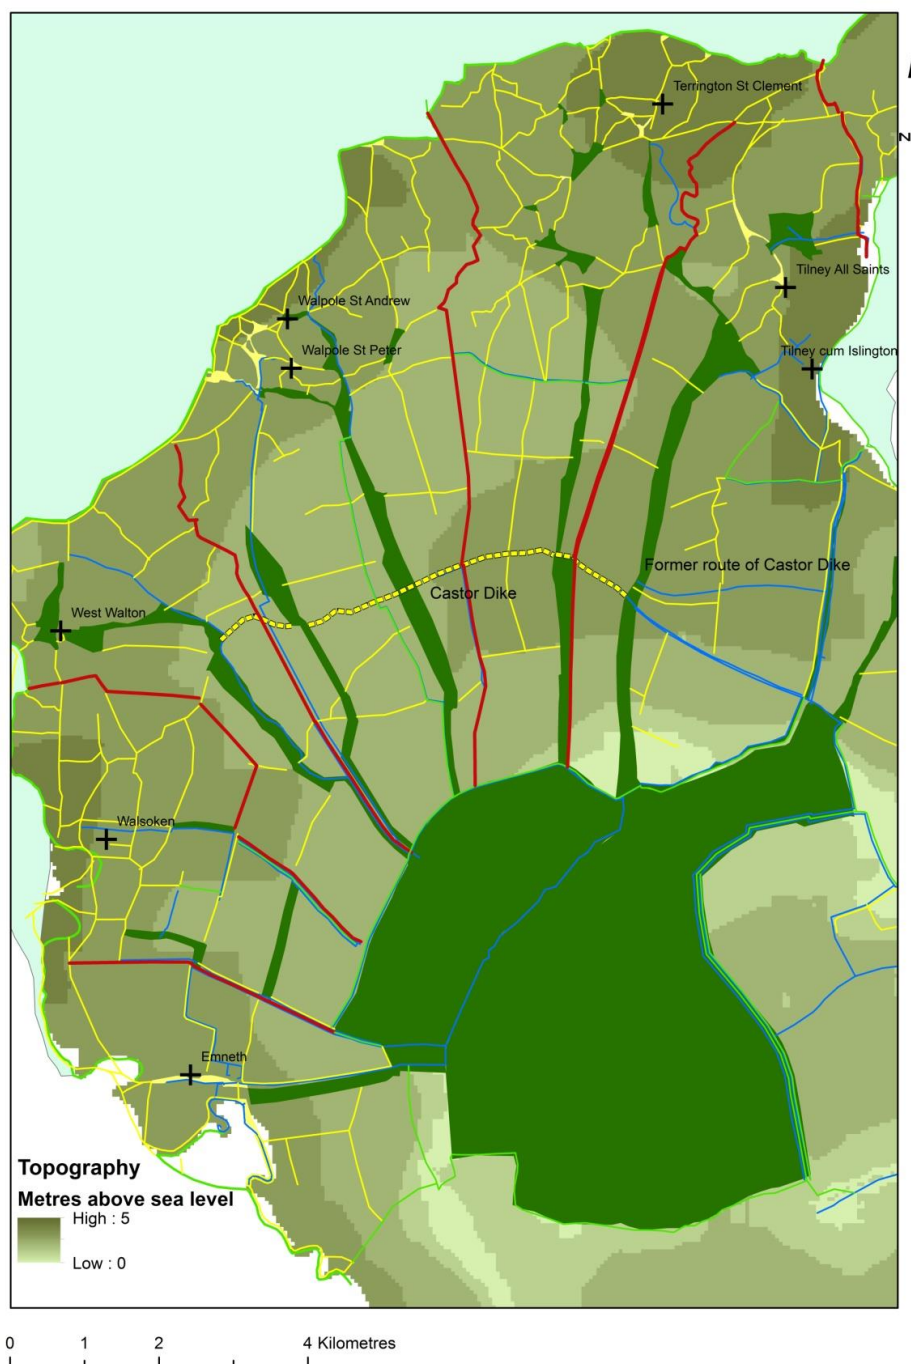 Terrington St Clement
z
Tilney All Saints
Walpole St Andrew
Walpole St Peter
Tilney cum Islington
Former route of Castor Dike
Castor Dike
West Walton
Walsoken
Emneth
Topography
Metres above sea level
High : 5
Low : 0
0 1 2 4 Kilometres